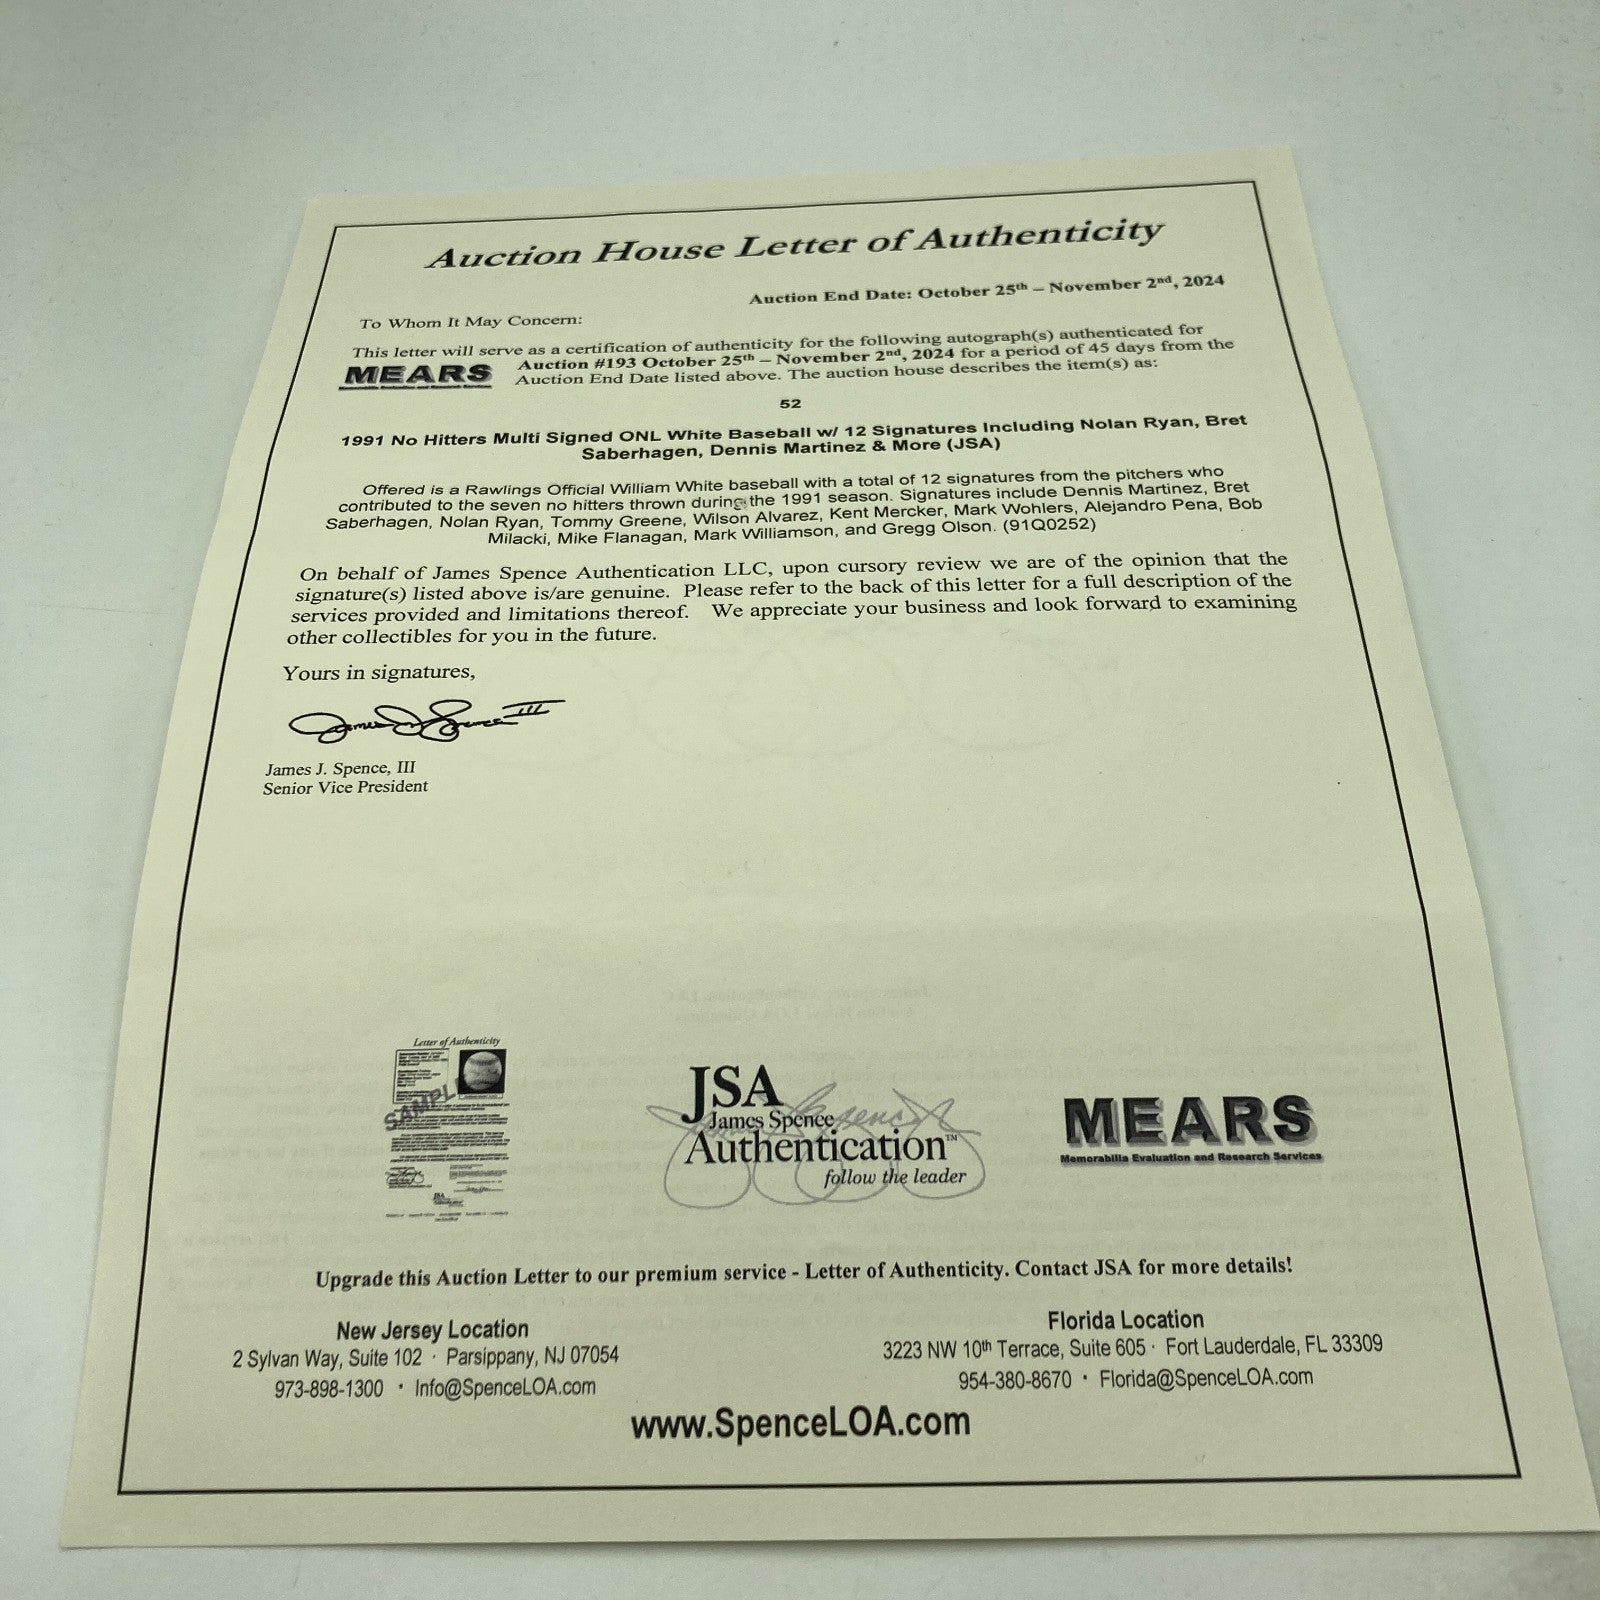 Auction House Letter of Authenticity
Auction End Date: October 25th – November 2nd, 2024
To Whom It May Concern:
This letter will serve as a certification of authenticity for the following autograph(s) authenticated for
MEARS Auction #193 October 25th – November 2nd, 2024 for a period of 45 days from the
Auction End Date listed above. The auction house describes the item(s) as:
52
1991 No Hitters Multi Signed ONL White Baseball w/ 12 Signatures Including Nolan Ryan, Bret
Saberhagen, Dennis Martinez & More (JSA)
Offered is a Rawlings Official William White baseball with a total of 12 signatures from the pitchers who
contributed to the seven no hitters thrown during the 1991 season. Signatures include Dennis Martinez, Bret
Saberhagen, Nolan Ryan, Tommy Greene, Wilson Alvarez, Kent Mercker, Mark Wohlers, Alejandro Pena, Bob
Milacki, Mike Flanagan, Mark Williamson, and Gregg Olson. (91Q0252)
On behalf of James Spence Authentication LLC, upon cursory review we are of the opinion that the
signature(s) listed above is/are genuine. Please refer to the back of this letter for a full description of the
services provided and limitations thereof. We appreciate your business and look forward to examining
other collectibles for you in the future.
Yours in signatures,
James J. Spence III
James J. Spence, III
Senior Vice President
Letter of Authenticity
SAMPLE
JSA
James Spence
Authentication™
follow the leader
MEARS
Memorabilia Evaluation and Research Services
Upgrade this Auction Letter to our premium service - Letter of Authenticity. Contact JSA for more details!
New Jersey Location
2 Sylvan Way, Suite 102 · Parsippany, NJ 07054
973-898-1300 · Info@SpenceLOA.com
Florida Location
3223 NW 10th Terrace, Suite 605 · Fort Lauderdale, FL 33309
954-380-8670 · Florida@SpenceLOA.com
www.SpenceLOA.com